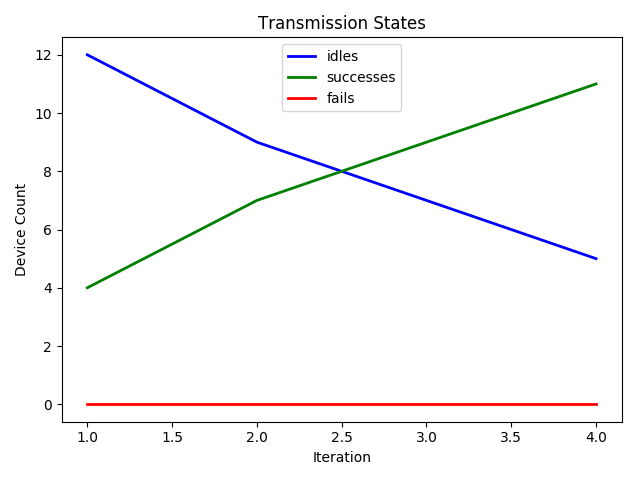 Transmission States
idles
successes
fails
Device Count
12
10
8
6
4
2
0
1.0 1.5 2.0 2.5 3.0 3.5 4.0
Iteration